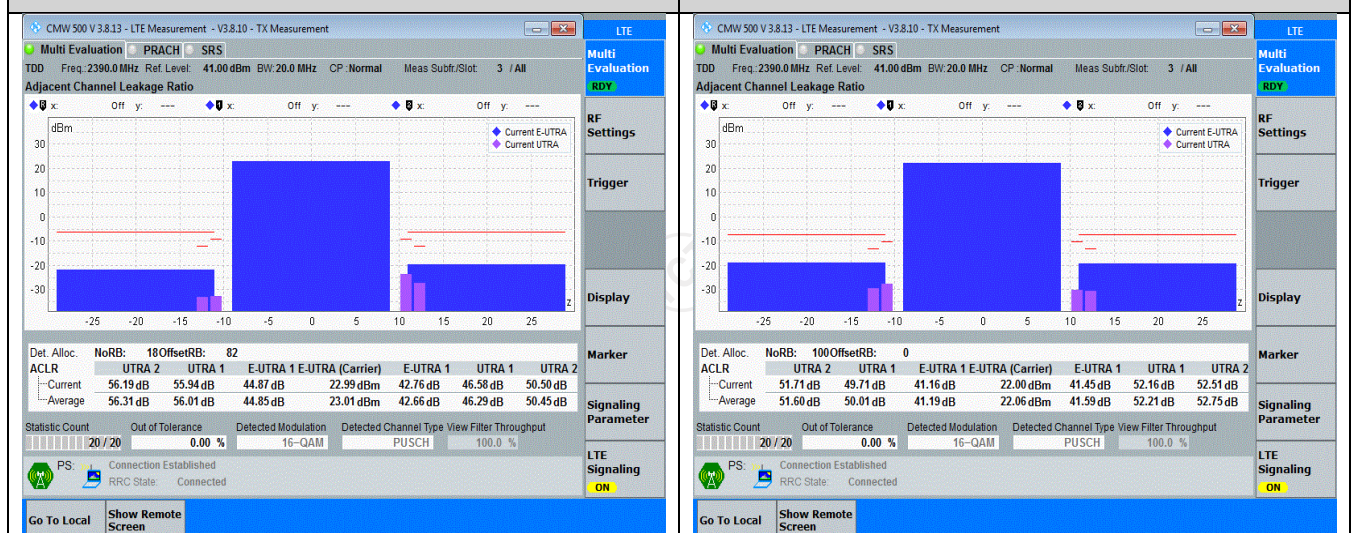 CMW 500 V 3.8.13 - LTE Measurement - V3.8.10 - TX Measurement
LTE
Multi Evaluation PRACH SRS
Multi
Evaluation
RDY
TDD Freq.:2390.0 MHz Ref. Level: 41.00 dBm BW:20.0 MHz CP :Normal Meas Subfr./Slot: 3 / All
Adjacent Channel Leakage Ratio
x: Off y: --- x: Off y: --- x: Off y: ---
dBm
Current E-UTRA
Current UTRA
30
20
10
0
-10
-20
-30
z
-25 -20 -15 -10 -5 0 5 10 15 20 25
RF
Settings
Trigger
Display
Marker
Signaling
Parameter
LTE
Signaling
ON
Det. Alloc. NoRB: 18 OffsetRB: 82
ACLR UTRA 2 UTRA 1 E-UTRA 1 E-UTRA (Carrier) E-UTRA 1 UTRA 1 UTRA 2
Current 56.19 dB 55.94 dB 44.87 dB 22.99 dBm 42.76 dB 46.58 dB 50.50 dB
Average 56.31 dB 56.01 dB 44.85 dB 23.01 dBm 42.66 dB 46.29 dB 50.45 dB
Statistic Count Out of Tolerance Detected Modulation Detected Channel Type View Filter Throughput
20 / 20 0.00 % 16-QAM PUSCH 100.0 %
PS: Connection Established
RRC State: Connected
Go To Local
Show Remote
Screen
CMW 500 V 3.8.13 - LTE Measurement - V3.8.10 - TX Measurement
LTE
Multi Evaluation PRACH SRS
Multi
Evaluation
RDY
TDD Freq.:2390.0 MHz Ref. Level: 41.00 dBm BW:20.0 MHz CP :Normal Meas Subfr./Slot: 3 / All
Adjacent Channel Leakage Ratio
x: Off y: --- x: Off y: --- x: Off y: ---
dBm
Current E-UTRA
Current UTRA
30
20
10
0
-10
-20
-30
z
-25 -20 -15 -10 -5 0 5 10 15 20 25
RF
Settings
Trigger
Display
Marker
Signaling
Parameter
LTE
Signaling
ON
Det. Alloc. NoRB: 100 OffsetRB: 0
ACLR UTRA 2 UTRA 1 E-UTRA 1 E-UTRA (Carrier) E-UTRA 1 UTRA 1 UTRA 2
Current 51.71 dB 49.71 dB 41.16 dB 22.00 dBm 41.45 dB 52.16 dB 52.51 dB
Average 51.60 dB 50.01 dB 41.19 dB 22.06 dBm 41.59 dB 52.21 dB 52.75 dB
Statistic Count Out of Tolerance Detected Modulation Detected Channel Type View Filter Throughput
20 / 20 0.00 % 16-QAM PUSCH 100.0 %
PS: Connection Established
RRC State: Connected
Go To Local
Show Remote
Screen